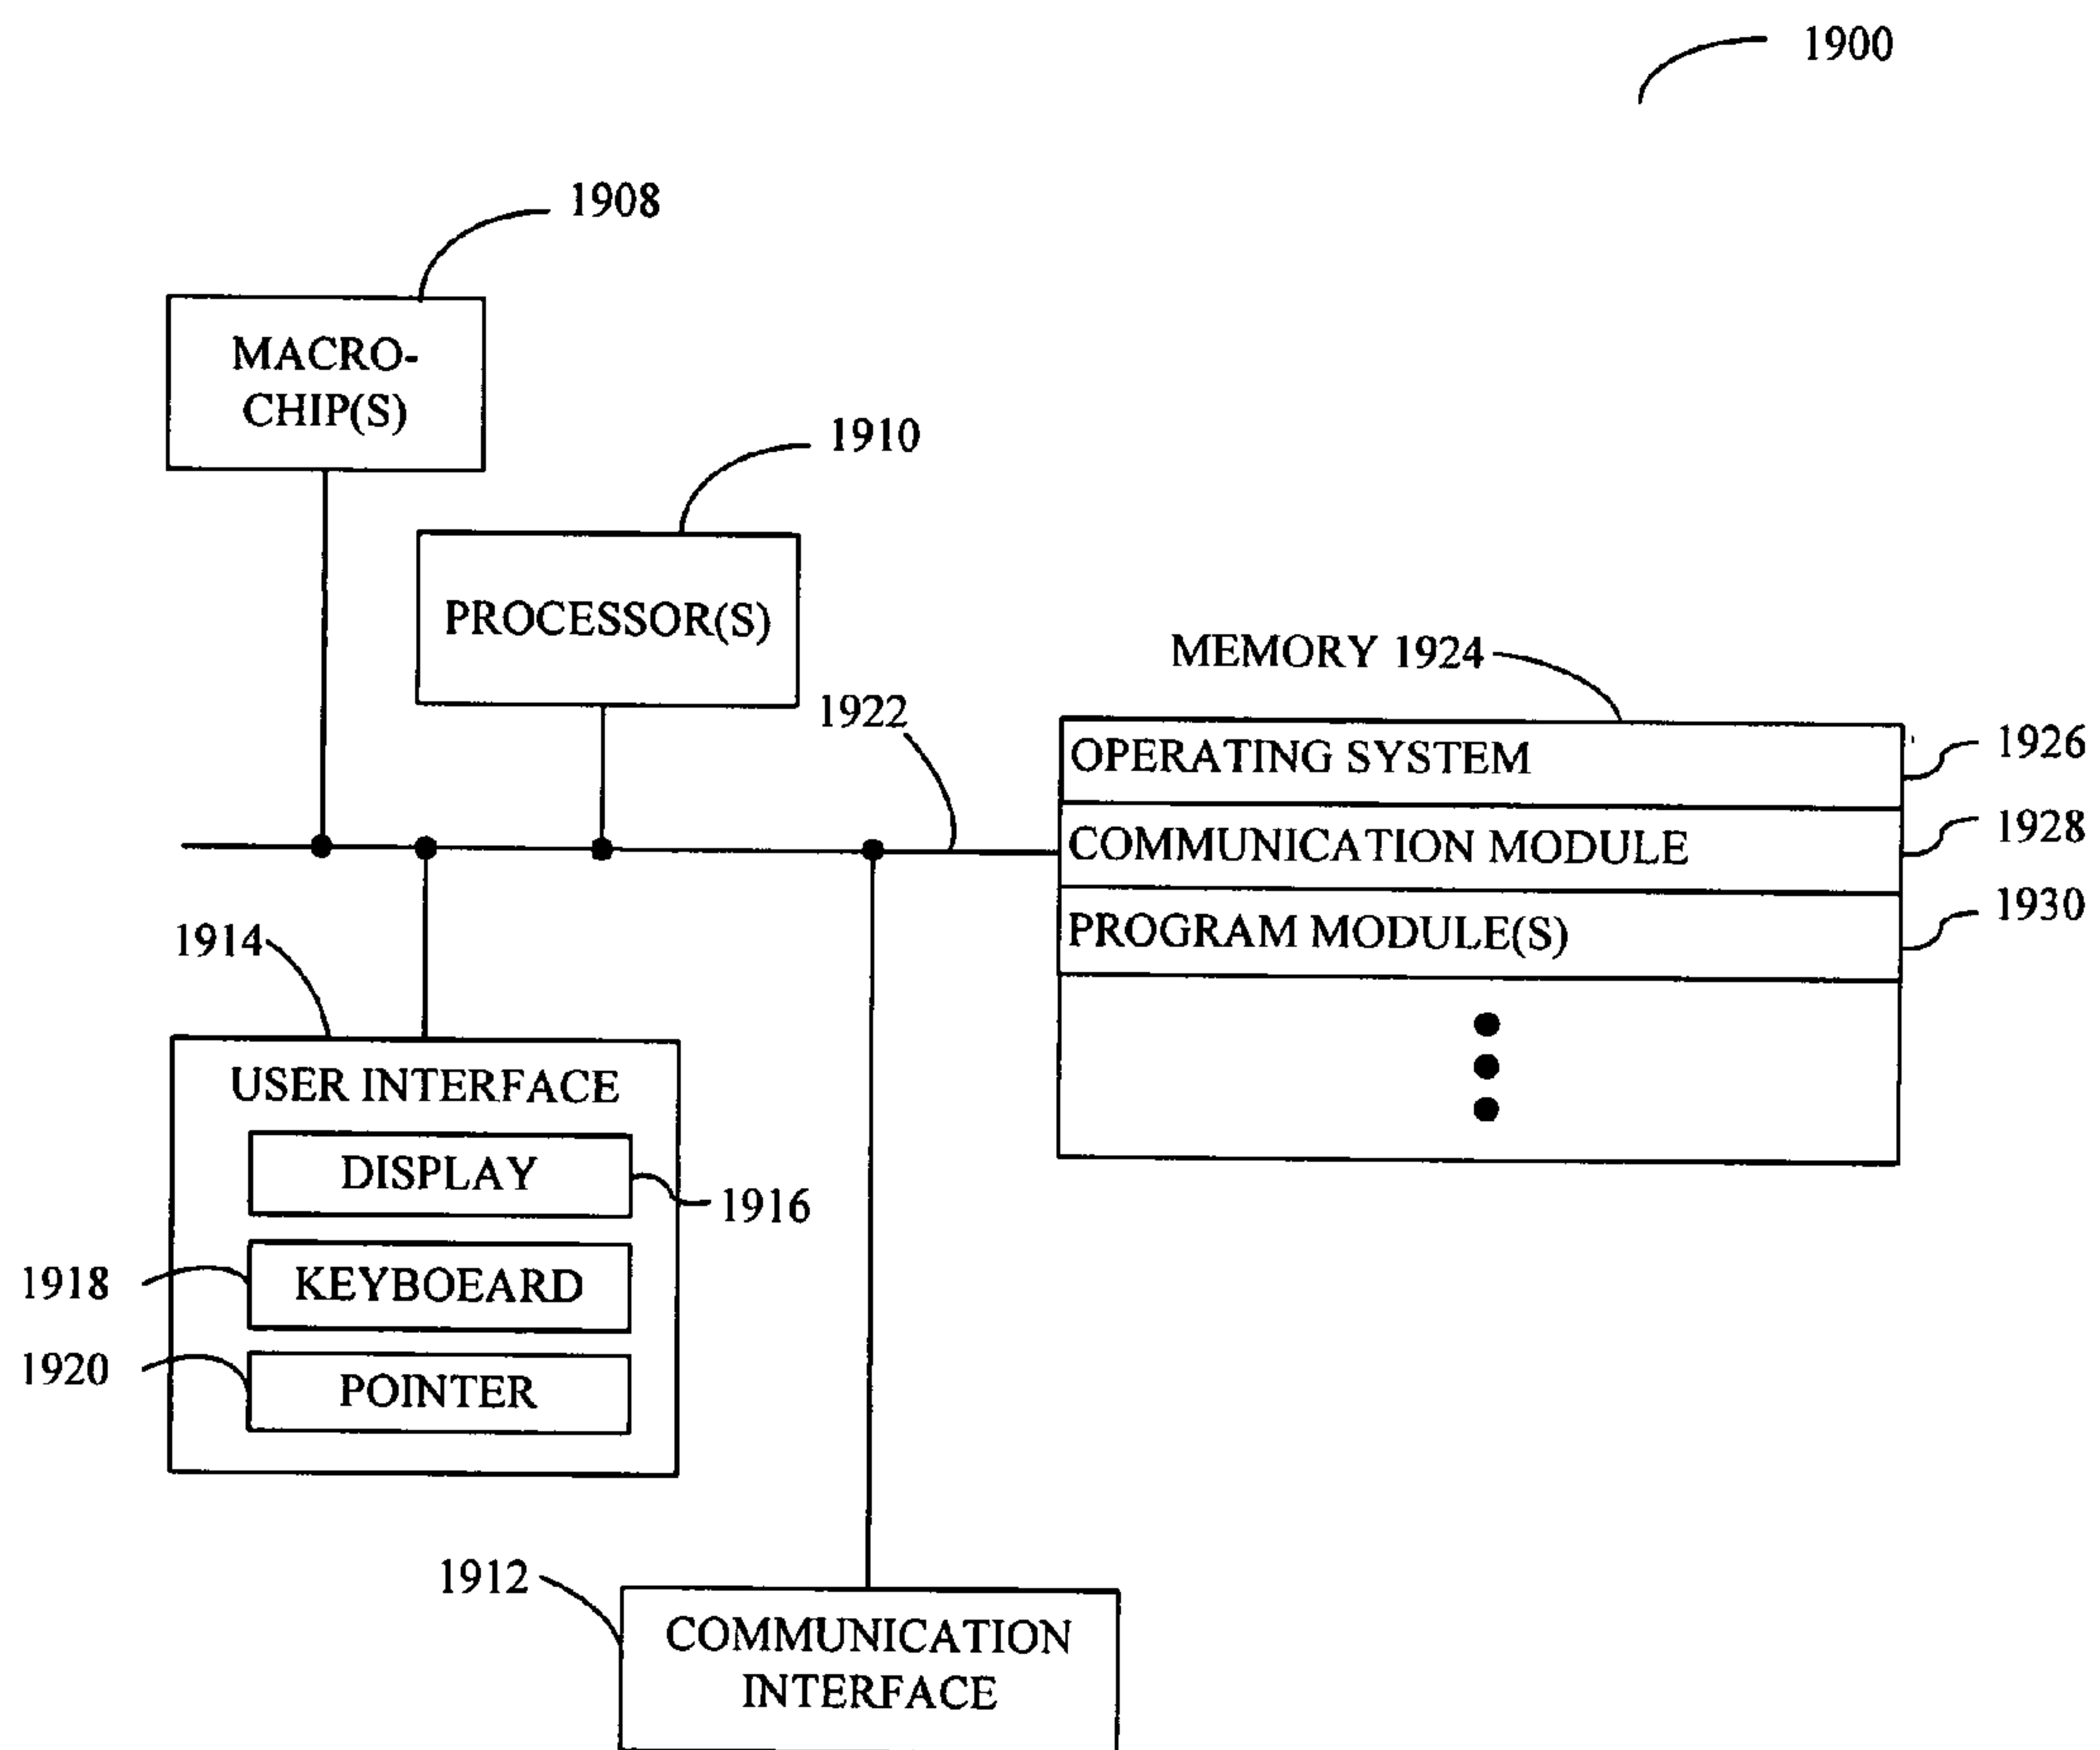 1900
1908
MACRO-
CHIP(S)
1910
PROCESSOR(S)
MEMORY 1924
1922
OPERATING SYSTEM
1926
COMMUNICATION MODULE
1928
PROGRAM MODULE(S)
1930
1914
USER INTERFACE
DISPLAY
1916
1918
KEYBOEARD
1920
POINTER
1912
COMMUNICATION
INTERFACE